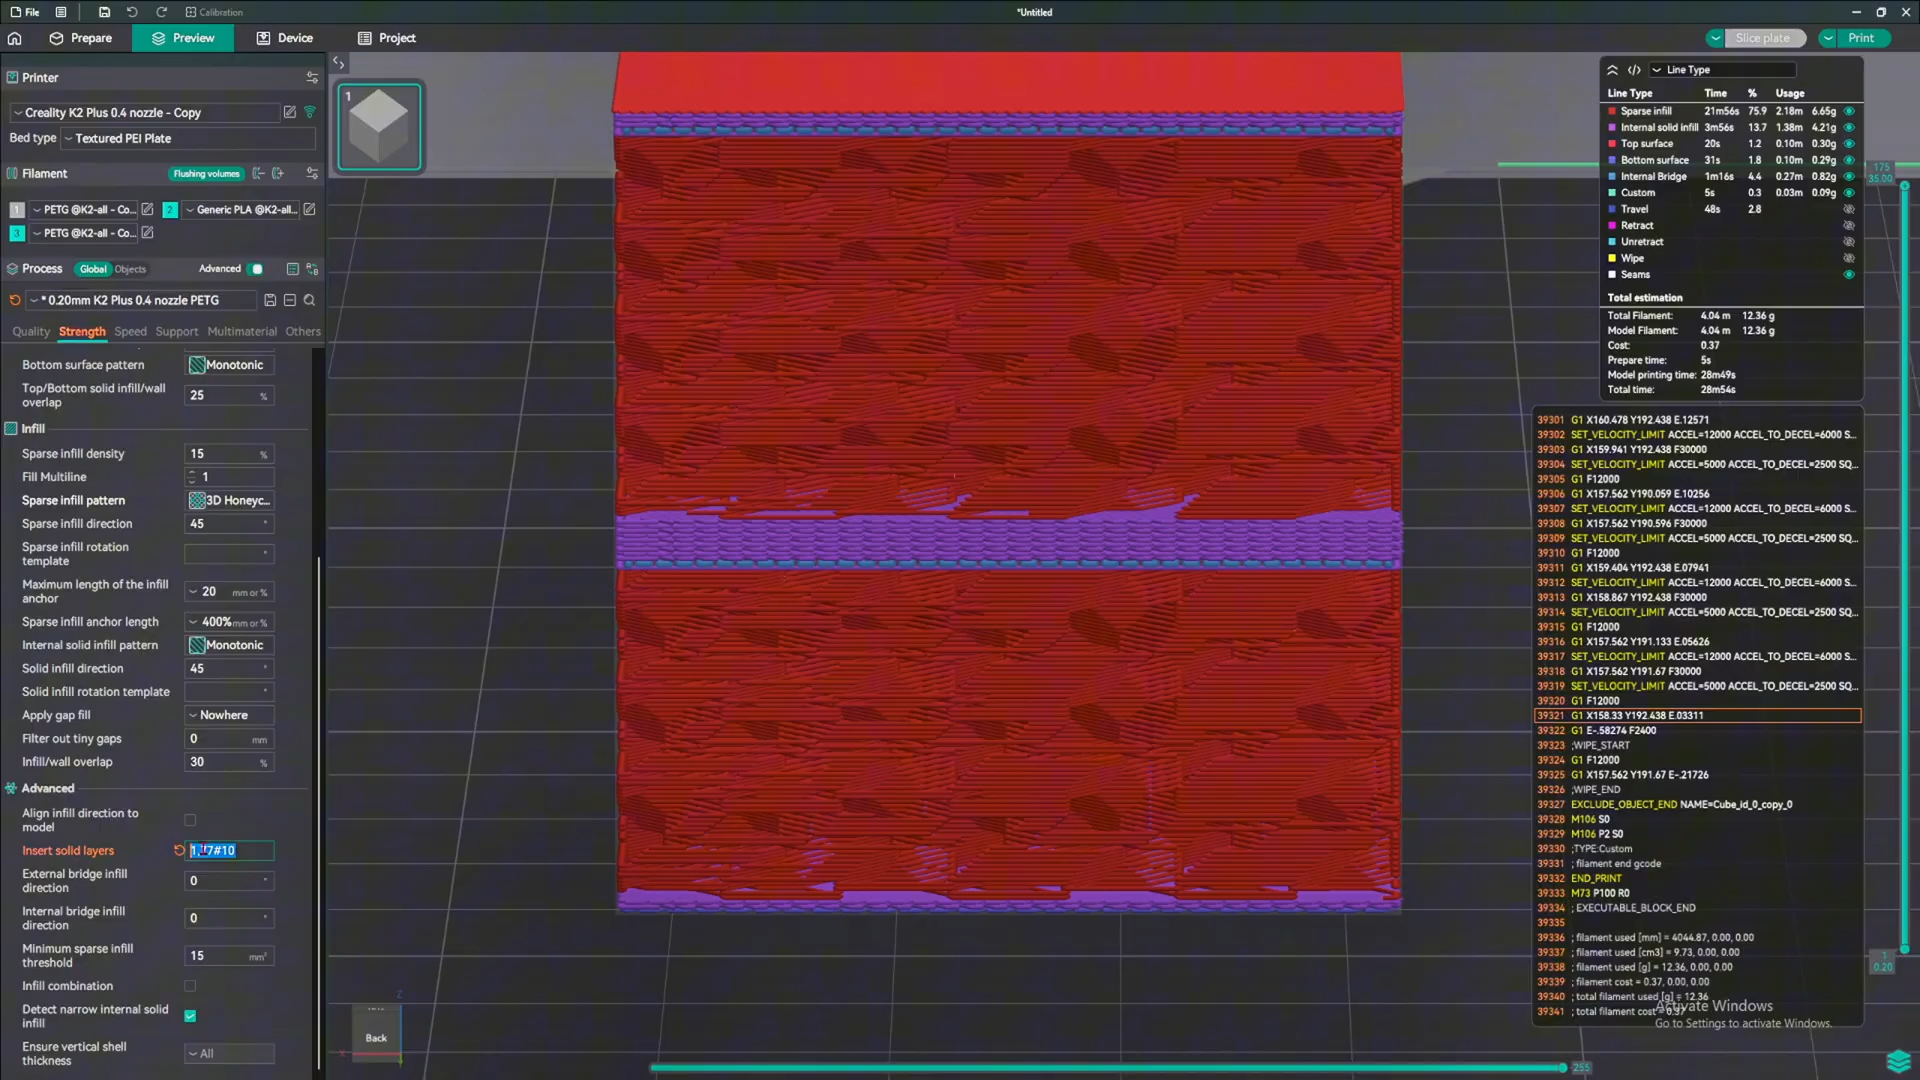 File
Calibration
*Untitled
Prepare
Preview
Device
Project
Slice plate
Print
Printer
Creality K2 Plus 0.4 nozzle - Copy
Bed type
Textured PEI Plate
Filament
Flushing volumes
1 PETG @K2-all - Co...
2 Generic PLA @K2-all...
3 PETG @K2-all - Co...
Process
Global
Objects
Advanced
* 0.20mm K2 Plus 0.4 nozzle PETG
Quality
Strength
Speed
Support
Multimaterial
Others
Bottom surface pattern
Monotonic
Top/Bottom solid infill/wall overlap
25 %
Infill
Sparse infill density
15 %
Fill Multiline
1
Sparse infill pattern
3D Honeyc...
Sparse infill direction
45 °
Sparse infill rotation template
°
Maximum length of the infill anchor
20 mm or %
Sparse infill anchor length
400% mm or %
Internal solid infill pattern
Monotonic
Solid infill direction
45 °
Solid infill rotation template
°
Apply gap fill
Nowhere
Filter out tiny gaps
0 mm
Infill/wall overlap
30 %
Advanced
Align infill direction to model
Insert solid layers
External bridge infill direction
0 °
Internal bridge infill direction
0 °
Minimum sparse infill threshold
15 mm²
Infill combination
Detect narrow internal solid infill
Ensure vertical shell thickness
All
1
Back
Z
X
255
175
35.00
1
0.20
Line Type
Line Type Time % Usage
Sparse infill 21m56s 75.9 2.18m 6.65g
Internal solid infill 3m56s 13.7 1.38m 4.21g
Top surface 20s 1.2 0.10m 0.30g
Bottom surface 31s 1.8 0.10m 0.29g
Internal Bridge 1m16s 4.4 0.27m 0.82g
Custom 5s 0.3 0.03m 0.09g
Travel 48s 2.8
Retract
Unretract
Wipe
Seams
Total estimation
Total Filament: 4.04 m 12.36 g
Model Filament: 4.04 m 12.36 g
Cost: 0.37
Prepare time: 5s
Model printing time: 28m49s
Total time: 28m54s
39301 G1 X160.478 Y192.438 E.12571
39302 SET_VELOCITY_LIMIT ACCEL=12000 ACCEL_TO_DECEL=6000 S...
39303 G1 X159.941 Y192.438 F30000
39304 SET_VELOCITY_LIMIT ACCEL=5000 ACCEL_TO_DECEL=2500 SQ...
39305 G1 F12000
39306 G1 X157.562 Y190.059 E.10256
39307 SET_VELOCITY_LIMIT ACCEL=12000 ACCEL_TO_DECEL=6000 S...
39308 G1 X157.562 Y190.596 F30000
39309 SET_VELOCITY_LIMIT ACCEL=5000 ACCEL_TO_DECEL=2500 SQ...
39310 G1 F12000
39311 G1 X159.404 Y192.438 E.07941
39312 SET_VELOCITY_LIMIT ACCEL=12000 ACCEL_TO_DECEL=6000 S...
39313 G1 X158.867 Y192.438 F30000
39314 SET_VELOCITY_LIMIT ACCEL=5000 ACCEL_TO_DECEL=2500 SQ...
39315 G1 F12000
39316 G1 X157.562 Y191.133 E.05626
39317 SET_VELOCITY_LIMIT ACCEL=12000 ACCEL_TO_DECEL=6000 S...
39318 G1 X157.562 Y191.67 F30000
39319 SET_VELOCITY_LIMIT ACCEL=5000 ACCEL_TO_DECEL=2500 SQ...
39320 G1 F12000
39321 G1 X158.33 Y192.438 E.03311
39322 G1 E-.58274 F2400
39323 ;WIPE_START
39324 G1 F12000
39325 G1 X157.562 Y191.67 E-.21726
39326 ;WIPE_END
39327 EXCLUDE_OBJECT_END NAME=Cube_id_0_copy_0
39328 M106 S0
39329 M106 P2 S0
39330 ;TYPE:Custom
39331 ; filament end gcode
39332 END_PRINT
39333 M73 P100 R0
39334 ; EXECUTABLE_BLOCK_END
39335
39336 ; filament used [mm] = 4044.87, 0.00, 0.00
39337 ; filament used [cm3] = 9.73, 0.00, 0.00
39338 ; filament used [g] = 12.36, 0.00, 0.00
39339 ; filament cost = 0.37, 0.00, 0.00
39340 ; total filament used [g] = 12.36
39341 ; total filament cost = 0.37
Activate Windows
Go to Settings to activate Windows.